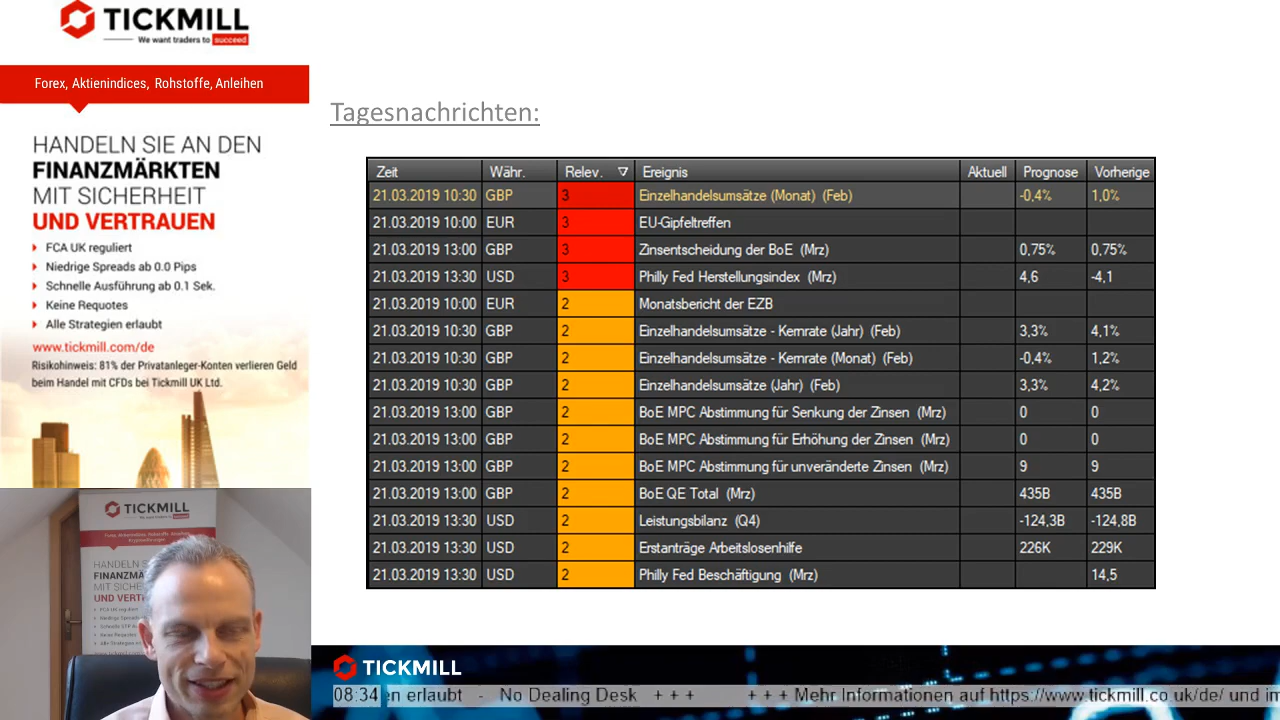 TICKMILL
We want traders to succeed
Forex, Aktienindices, Rohstoffe, Anleihen
HANDELN SIE AN DEN
FINANZMÄRKTEN
MIT SICHERHEIT
UND VERTRAUEN
FCA UK reguliert
Niedrige Spreads ab 0.0 Pips
Schnelle Ausführung ab 0.1 Sek.
Keine Requotes
Alle Strategien erlaubt
www.tickmill.com/de
Risikohinweis: 81% der Privatanleger-Konten verlieren Geld
beim Handel mit CFDs bei Tickmill UK Ltd.
Tagesnachrichten:
Zeit Währ. Relev. Ereignis Aktuell Prognose Vorherige
21.03.2019 10:30 GBP 3 Einzelhandelsumsätze (Monat) (Feb) -0,4% 1,0%
21.03.2019 10:00 EUR 3 EU-Gipfeltreffen
21.03.2019 13:00 GBP 3 Zinsentscheidung der BoE (Mrz) 0,75% 0,75%
21.03.2019 13:30 USD 3 Philly Fed Herstellungsindex (Mrz) 4,6 -4,1
21.03.2019 10:00 EUR 2 Monatsbericht der EZB
21.03.2019 10:30 GBP 2 Einzelhandelsumsätze - Kernrate (Jahr) (Feb) 3,3% 4,1%
21.03.2019 10:30 GBP 2 Einzelhandelsumsätze - Kernrate (Monat) (Feb) -0,4% 1,2%
21.03.2019 10:30 GBP 2 Einzelhandelsumsätze (Jahr) (Feb) 3,3% 4,2%
21.03.2019 13:00 GBP 2 BoE MPC Abstimmung für Senkung der Zinsen (Mrz) 0 0
21.03.2019 13:00 GBP 2 BoE MPC Abstimmung für Erhöhung der Zinsen (Mrz) 0 0
21.03.2019 13:00 GBP 2 BoE MPC Abstimmung für unveränderte Zinsen (Mrz) 9 9
21.03.2019 13:00 GBP 2 BoE QE Total (Mrz) 435B 435B
21.03.2019 13:30 USD 2 Leistungsbilanz (Q4) -124,3B -124,8B
21.03.2019 13:30 USD 2 Erstanträge Arbeitslosenhilfe 226K 229K
21.03.2019 13:30 USD 2 Philly Fed Beschäftigung (Mrz) 14,5
TICKMILL
HANDELN SIE
FINANZMÄ
MIT SICHERH
UND VERT
FCA UK reguliert
Niedrige Spreads
Keine Requotes
TICKMILL
08:34 en erlaubt - No Dealing Desk + + + + + + Mehr Informationen auf https://www.tickmill.co.uk/de/ und im